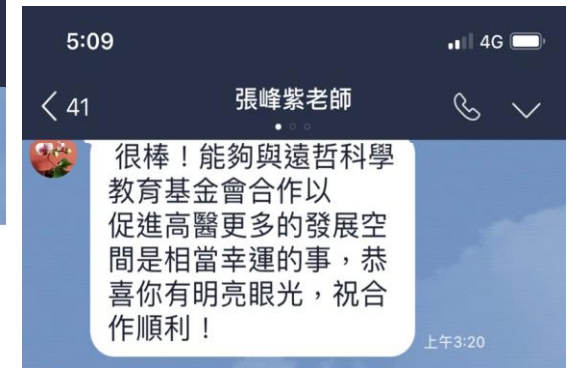 5:09
4G
41
張峰紫老師
很棒！能夠與遠哲科學
教育基金會合作以
促進高醫更多的發展空
間是相當幸運的事，恭
喜你有明亮眼光，祝合
作順利！
上午3:20